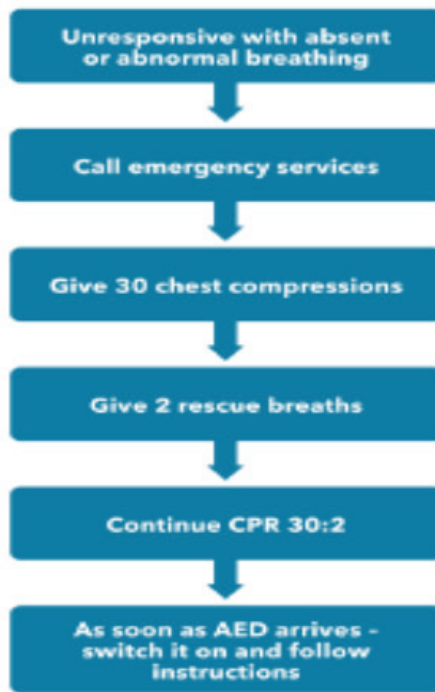 Unresponsive with absent
or abnormal breathing
Call emergency services
Give 30 chest compressions
Give 2 rescue breaths
Continue CPR 30:2
As soon as AED arrives –
switch it on and follow
instructions